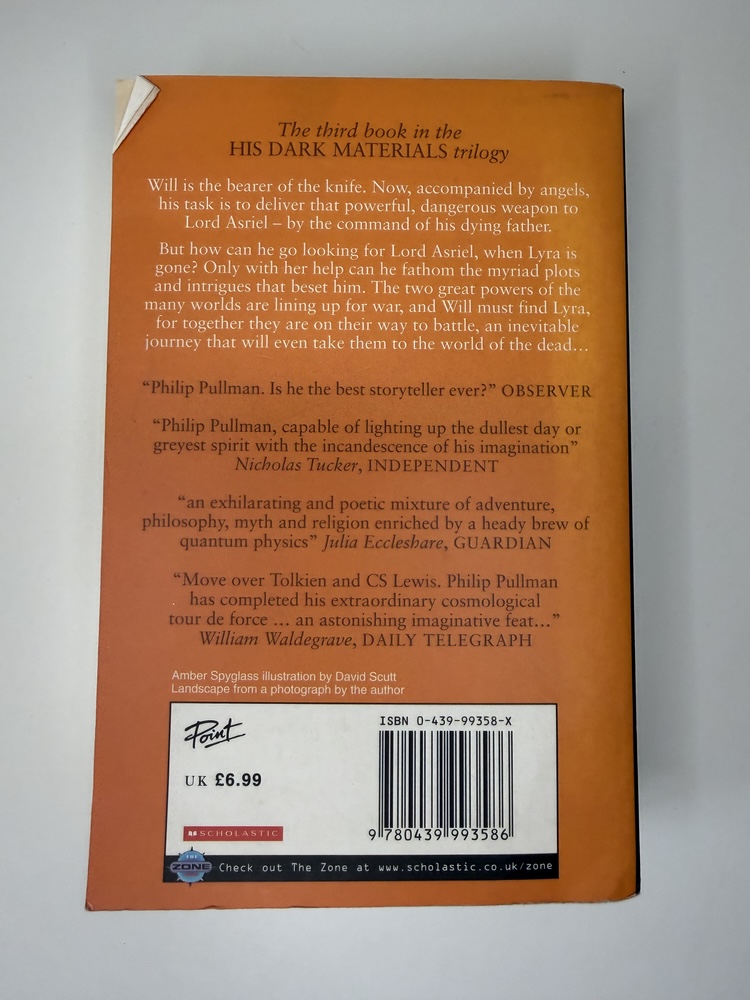 The third book in the
HIS DARK MATERIALS trilogy
Will is the bearer of the knife. Now, accompanied by angels,
his task is to deliver that powerful, dangerous weapon to
Lord Asriel – by the command of his dying father.
But how can he go looking for Lord Asriel, when Lyra is
gone? Only with her help can he fathom the myriad plots
and intrigues that beset him. The two great powers of the
many worlds are lining up for war, and Will must find Lyra,
for together they are on their way to battle, an inevitable
journey that will even take them to the world of the dead…
“Philip Pullman. Is he the best storyteller ever?” OBSERVER
“Philip Pullman, capable of lighting up the dullest day or
greyest spirit with the incandescence of his imagination”
Nicholas Tucker, INDEPENDENT
“an exhilarating and poetic mixture of adventure,
philosophy, myth and religion enriched by a heady brew of
quantum physics” Julia Eccleshare, GUARDIAN
“Move over Tolkien and CS Lewis. Philip Pullman
has completed his extraordinary cosmological
tour de force … an astonishing imaginative feat…”
William Waldegrave, DAILY TELEGRAPH
Amber Spyglass illustration by David Scutt
Landscape from a photograph by the author
Point
UK £6.99
SCHOLASTIC
ISBN 0-439-99358-X
9 780439 993586
THE ZONE
Check out The Zone at www.scholastic.co.uk/zone